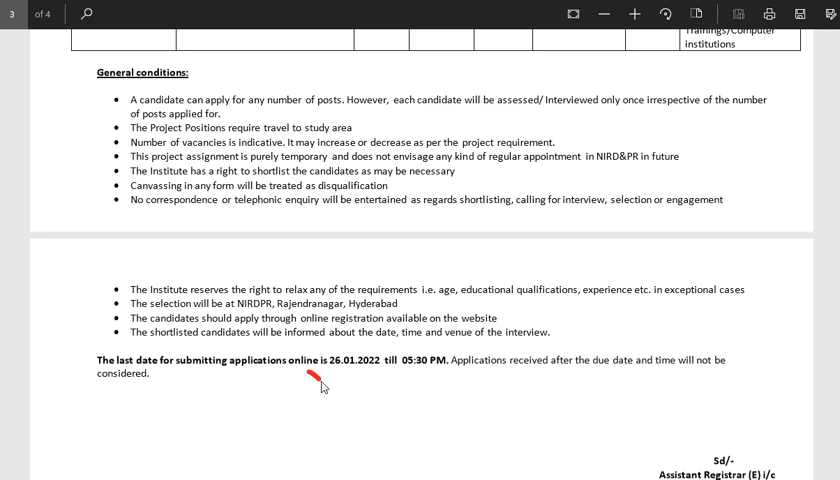 3 of 4
Trainings/Computer
institutions
General conditions:
• A candidate can apply for any number of posts. However, each candidate will be assessed/ Interviewed only once irrespective of the number
of posts applied for.
• The Project Positions require travel to study area
• Number of vacancies is indicative. It may increase or decrease as per the project requirement.
• This project assignment is purely temporary and does not envisage any kind of regular appointment in NIRD&PR in future
• The Institute has a right to shortlist the candidates as may be necessary
• Canvassing in any form will be treated as disqualification
• No correspondence or telephonic enquiry will be entertained as regards shortlisting, calling for interview, selection or engagement
• The Institute reserves the right to relax any of the requirements i.e. age, educational qualifications, experience etc. in exceptional cases
• The selection will be at NIRDPR, Rajendranagar, Hyderabad
• The candidates should apply through online registration available on the website
• The shortlisted candidates will be informed about the date, time and venue of the interview.
The last date for submitting applications online is 26.01.2022 till 05:30 PM. Applications received after the due date and time will not be
considered.
Sd/-
Assistant Registrar (E) i/c